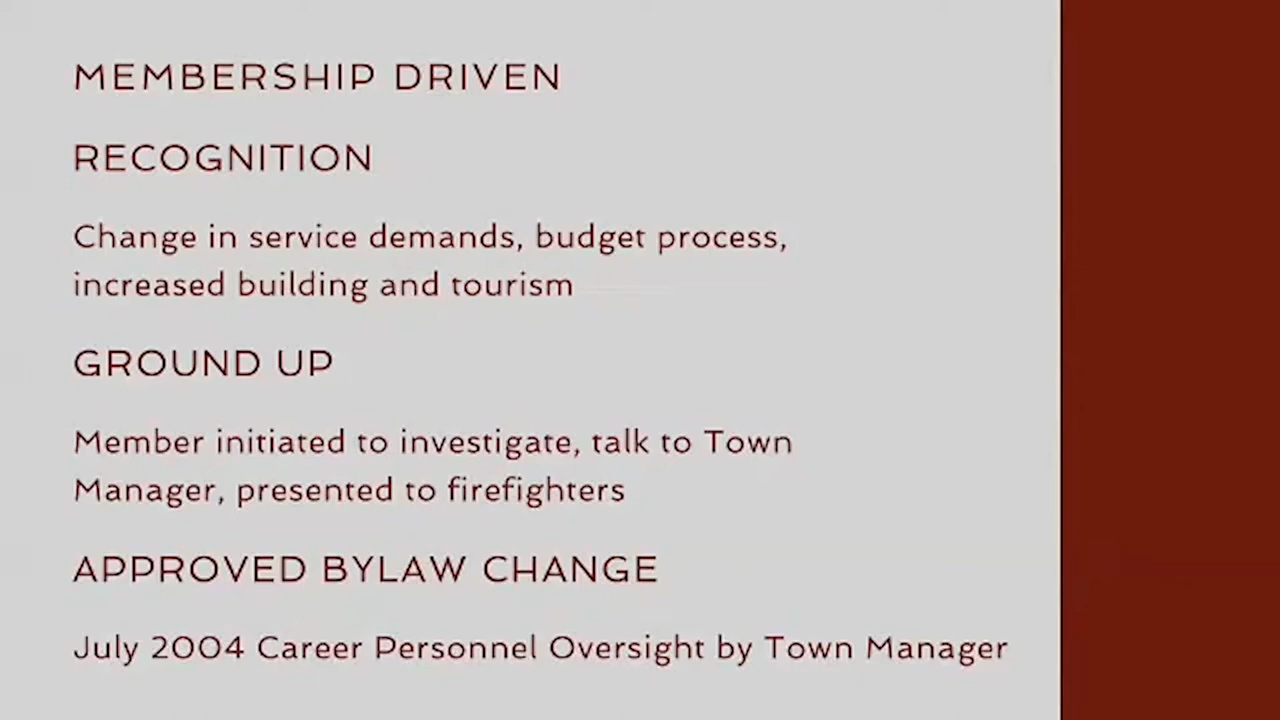 MEMBERSHIP DRIVEN
RECOGNITION
Change in service demands, budget process,
increased building and tourism
GROUND UP
Member initiated to investigate, talk to Town
Manager, presented to firefighters
APPROVED BYLAW CHANGE
July 2004 Career Personnel Oversight by Town Manager